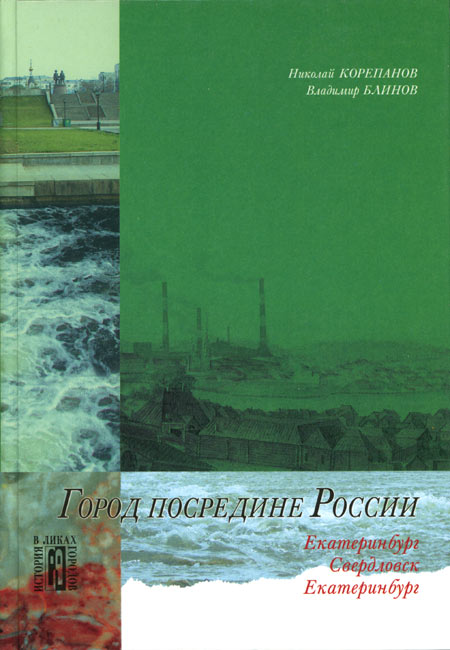 Николай КОРЕПАНОВ
Владимир БЛИНОВ
ГОРОД ПОСРЕДИНЕ РОССИИ
Екатеринбург
Свердловск
Екатеринбург
ИСТОРИЯ
В ЛИКАХ
ГОРОДОВ